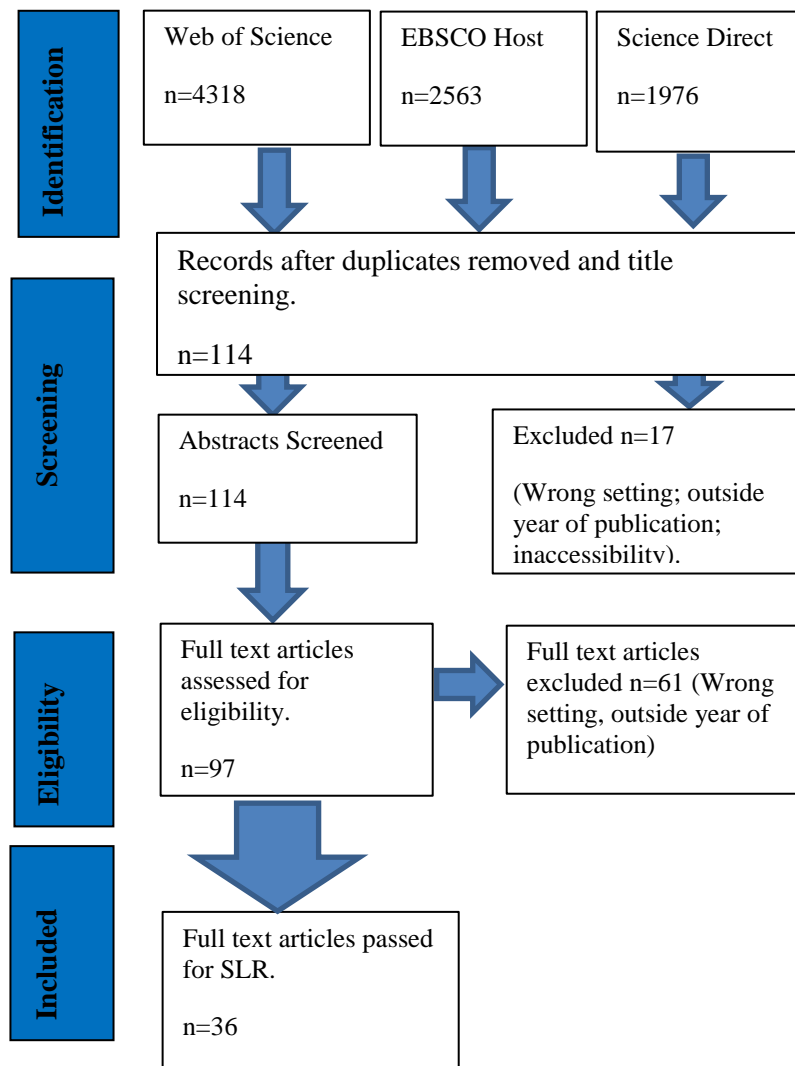 Identification
Web of Science
n=4318
EBSCO Host
n=2563
Science Direct
n=1976
Screening
Records after duplicates removed and title
screening.
n=114
Abstracts Screened
n=114
Excluded n=17
(Wrong setting; outside
year of publication;
inaccessibility).
Eligibility
Full text articles
assessed for
eligibility.
n=97
Full text articles
excluded n=61 (Wrong
setting, outside year of
publication)
Included
Full text articles passed
for SLR.
n=36